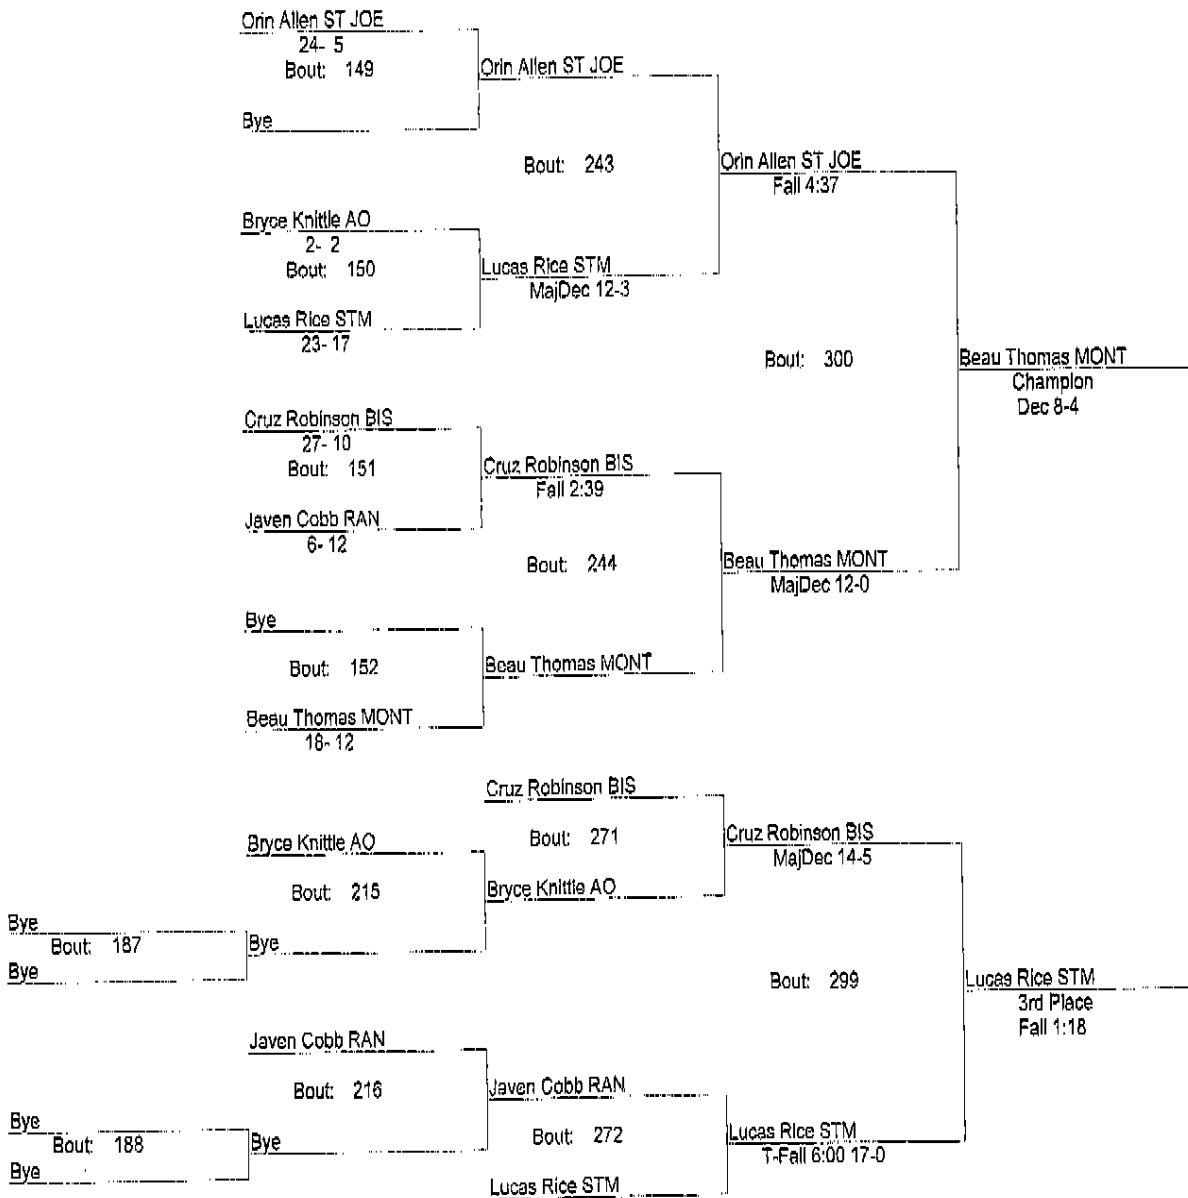 Orin Allen ST JOE
24- 5
Bout: 149
Orin Allen ST JOE
Bye
Bout: 243
Orin Allen ST JOE
Fall 4:37
Bryce Knittle AO
2- 2
Bout: 150
Lucas Rice STM
MajDec 12-3
Lucas Rice STM
23- 17
Bout: 300
Beau Thomas MONT
Champion
Dec 8-4
Cruz Robinson BIS
27- 10
Bout: 151
Cruz Robinson BIS
Fall 2:39
Javen Cobb RAN
6- 12
Bout: 244
Beau Thomas MONT
MajDec 12-0
Bye
Bout: 152
Beau Thomas MONT
Beau Thomas MONT
18- 12
Cruz Robinson BIS
Bout: 271
Cruz Robinson BIS
MajDec 14-5
Bryce Knittle AO
Bout: 215
Bryce Knittle AO
Bye
Bout: 187
Bye
Bye
Bout: 299
Lucas Rice STM
3rd Place
Fall 1:18
Javen Cobb RAN
Bout: 216
Javen Cobb RAN
Bye
Bout: 188
Bye
Bye
Bout: 272
Lucas Rice STM
T-Fall 6:00 17-0
Lucas Rice STM